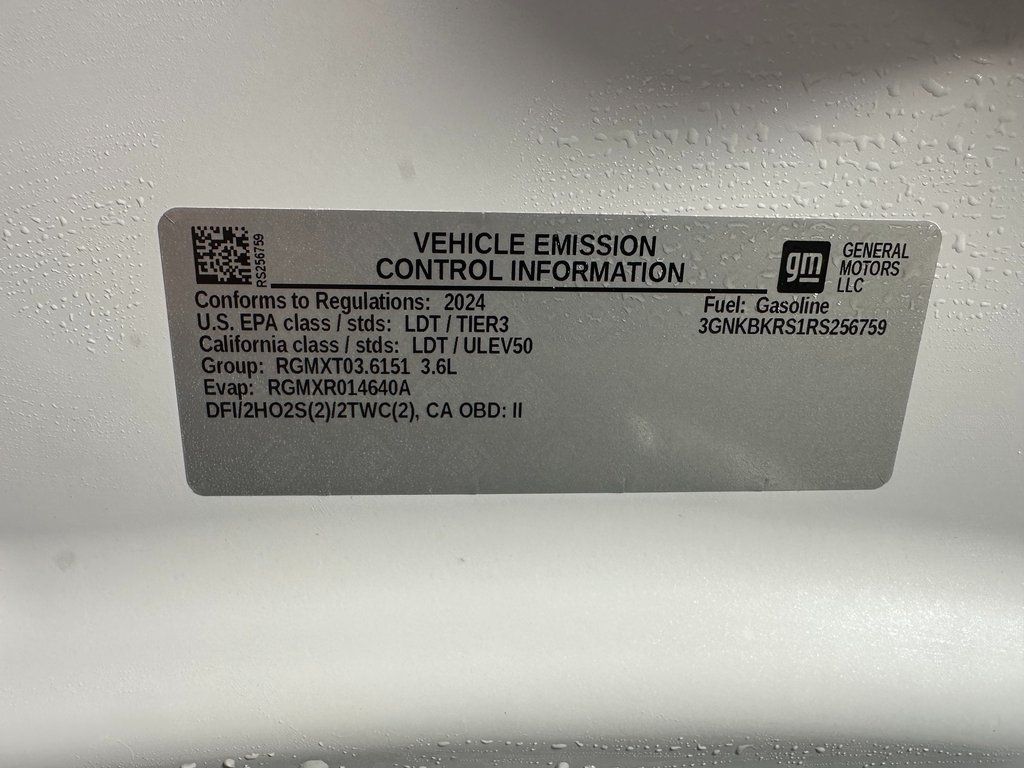 RS256759
VEHICLE EMISSION
CONTROL INFORMATION
gm
GENERAL
MOTORS
LLC
Conforms to Regulations: 2024
U.S. EPA class / stds: LDT / TIER3
California class / stds: LDT / ULEV50
Group: RGMXT03.6151 3.6L
Evap: RGMXR014640A
DFI/2HO2S(2)/2TWC(2), CA OBD: II
Fuel: Gasoline
3GNKBKRS1RS256759